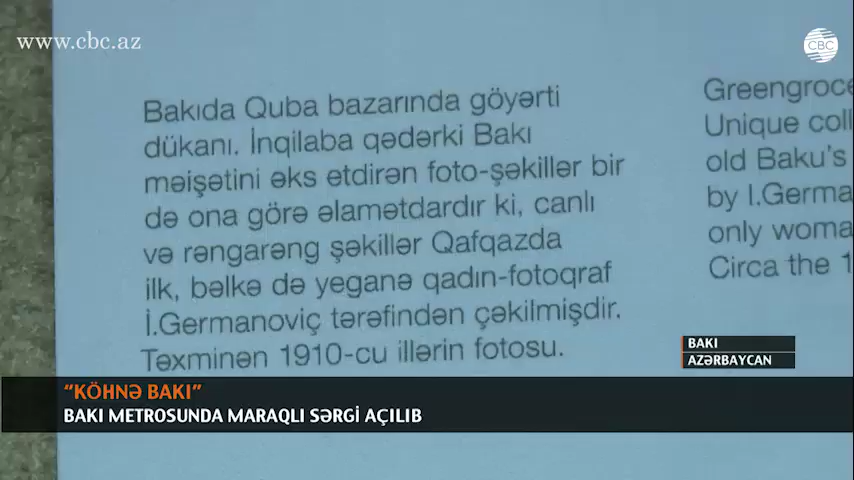 www.cbc.az
CBC
Bakıda Quba bazarında göyərti
dükanı. İnqilaba qədərki Bakı
məişətini əks etdirən foto-şəkillər bir
də ona görə əlamətdardır ki, canlı
və rəngarəng şəkillər Qafqazda
ilk, bəlkə də yeganə qadın-fotoqraf
İ.Germanoviç tərəfindən çəkilmişdir.
Təxminən 1910-cu illərin fotosu.
Greengroce
Unique coll
old Baku's
by I.Germa
only woma
Circa the 1
BAKI
AZƏRBAYCAN
“KÖHNƏ BAKI”
BAKI METROSUNDA MARAQLI SƏRGİ AÇILIB